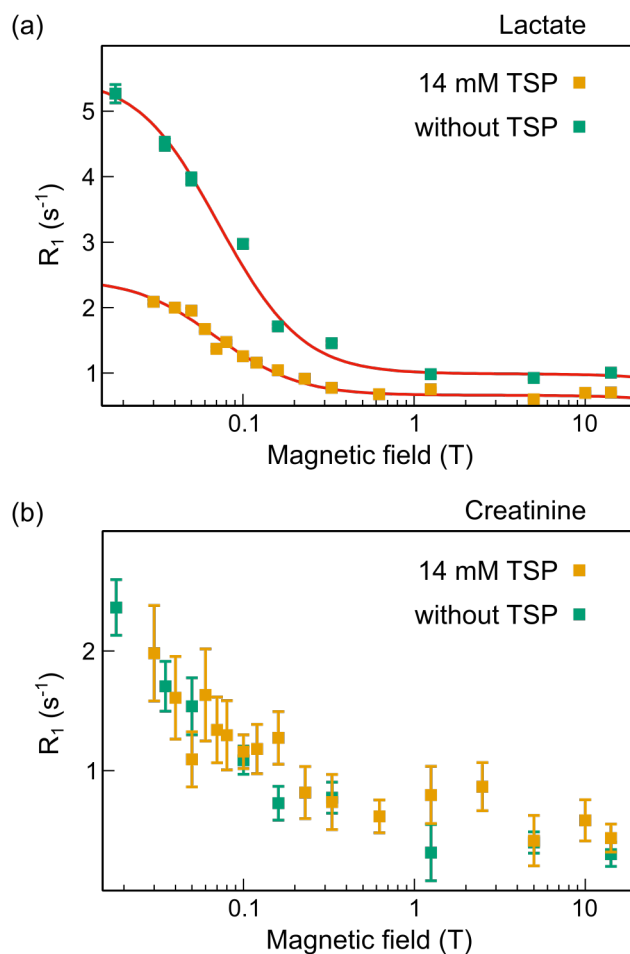 (a) Lactate
14 mM TSP
without TSP
5
4
3
2
1
R₁ (s⁻¹)
0.1 1 10
Magnetic field (T)
(b) Creatinine
14 mM TSP
without TSP
2
1
R₁ (s⁻¹)
0.1 1 10
Magnetic field (T)